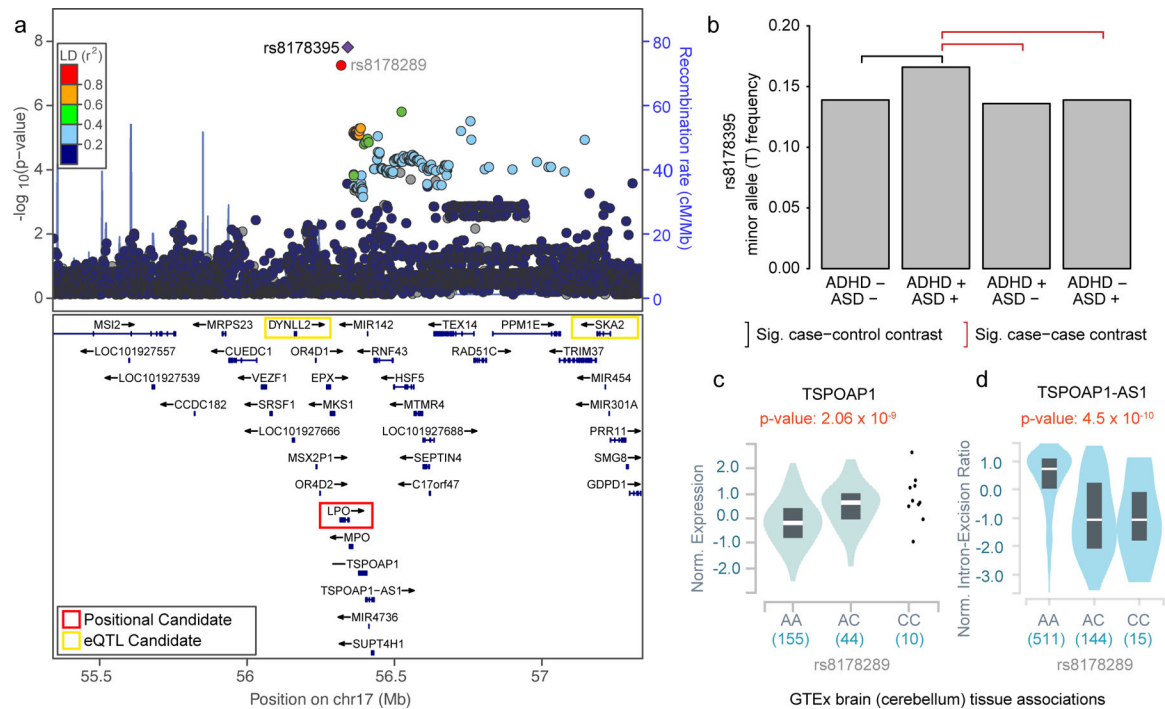 a
LD (r²)
0.8
0.6
0.4
0.2
rs8178395
rs8178289
8
6
4
2
0
-log 10(p-value)
80
60
40
20
0
Recombination rate (cM/Mb)
MSI2
MRPS23
DYNLL2
MIR142
TEX14
PPM1E
SKA2
LOC101927557
CUEDC1
OR4D1
RNF43
RAD51C
TRIM37
LOC101927539
VEZF1
EPX
HSF5
MIR454
CCDC182
SRSF1
MKS1
MTMR4
MIR301A
LOC101927666
LOC101927688
PRR11
MSX2P1
SEPTIN4
SMG8
OR4D2
C17orf47
GDPD1
LPO
MPO
TSPOAP1
TSPOAP1-AS1
MIR4736
SUPT4H1
Positional Candidate
eQTL Candidate
55.5 56 56.5 57
Position on chr17 (Mb)
b
rs8178395
minor allele (T) frequency
0.20
0.15
0.10
0.05
0.00
ADHD − ADHD + ADHD + ADHD −
ASD − ASD + ASD − ASD +
Sig. case-control contrast Sig. case-case contrast
c
TSPOAP1
p-value: 2.06 x 10⁻⁹
Norm. Expression
2.0
1.0
0.0
-1.0
-2.0
AA AC CC
(155) (44) (10)
rs8178289
d
TSPOAP1-AS1
p-value: 4.5 x 10⁻¹⁰
Norm. Intron-Excision Ratio
1.0
0.0
-1.0
-2.0
-3.0
AA AC CC
(511) (144) (15)
rs8178289
GTEx brain (cerebellum) tissue associations